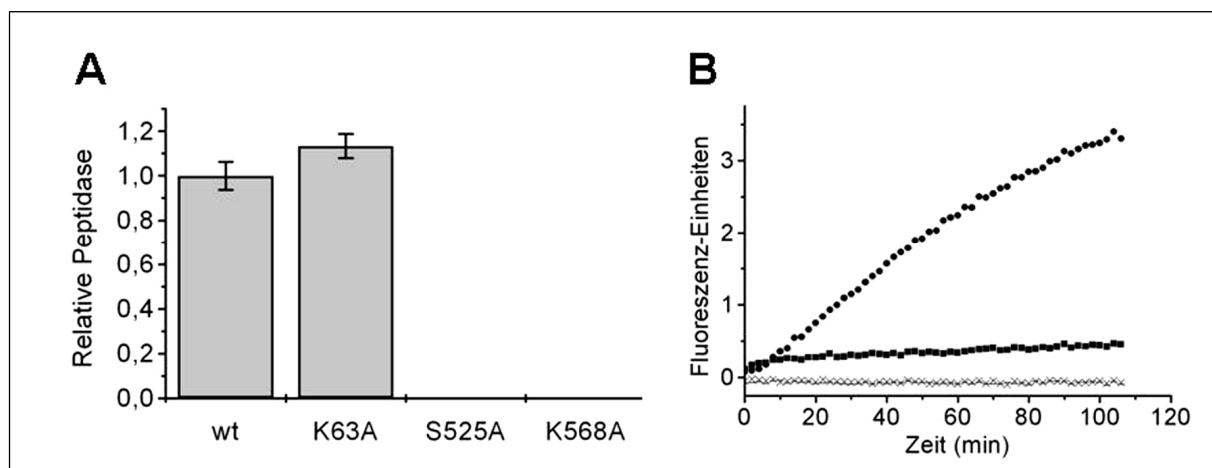 A
Relative Peptidase
1,2
1,0
0,8
0,6
0,4
0,2
0,0
wt K63A S525A K568A
B
Fluoreszenz-Einheiten
3
2
1
0
0 20 40 60 80 100 120
Zeit (min)